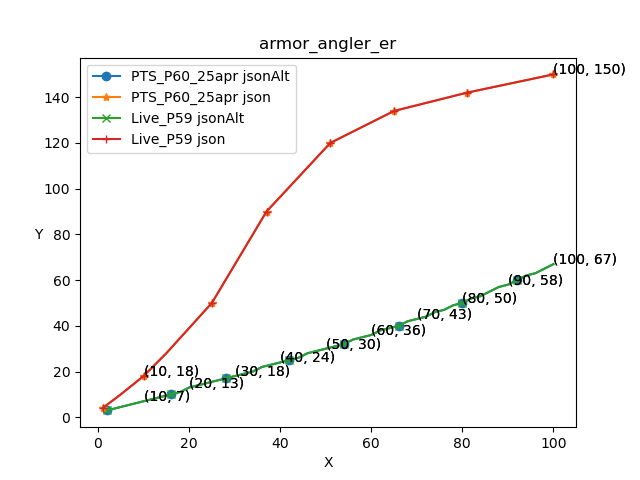 armor_angler_er
PTS_P60_25apr jsonAlt
PTS_P60_25apr json
Live_P59 jsonAlt
Live_P59 json
(100, 150)
(100, 67)
(90, 58)
(80, 50)
(70, 43)
(60, 36)
(50, 30)
(40, 24)
(30, 18)
(20, 13)
(10, 18)
(10, 7)
Y
140
120
100
80
60
40
20
0
0 20 40 60 80 100
X